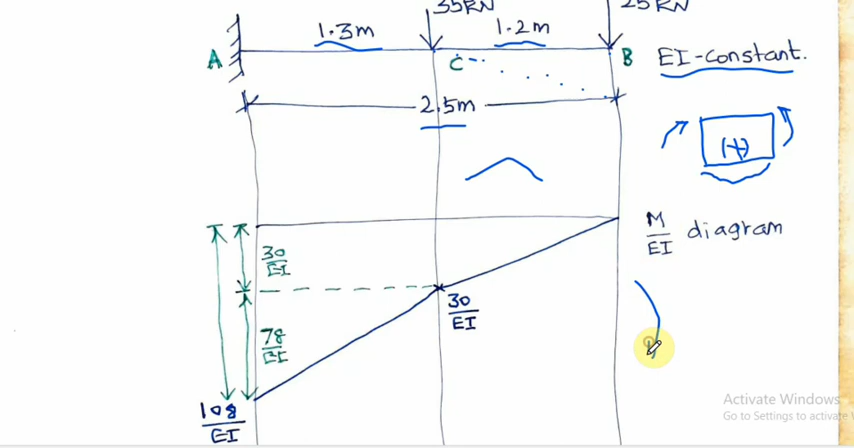 35KN
25KN
1.3m
1.2m
A
C
B
EI-constant.
2.5m
(+)
M
EI
diagram
30
EI
30
EI
78
EI
108
EI
Activate Windows
Go to Settings to activate W